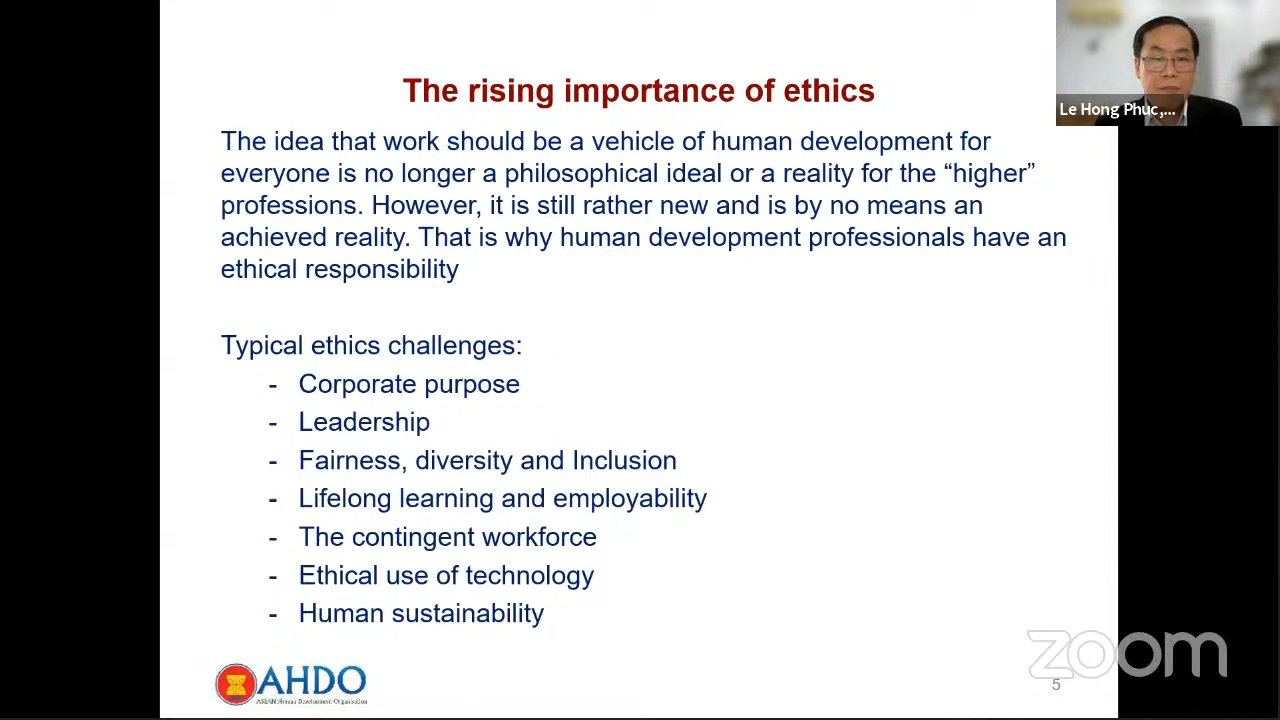 The rising importance of ethics
Le Hong Phuc,...
The idea that work should be a vehicle of human development for
everyone is no longer a philosophical ideal or a reality for the “higher”
professions. However, it is still rather new and is by no means an
achieved reality. That is why human development professionals have an
ethical responsibility
Typical ethics challenges:
- Corporate purpose
- Leadership
- Fairness, diversity and Inclusion
- Lifelong learning and employability
- The contingent workforce
- Ethical use of technology
- Human sustainability
AHDO
ASEAN Human Development Organisation
zoom
5